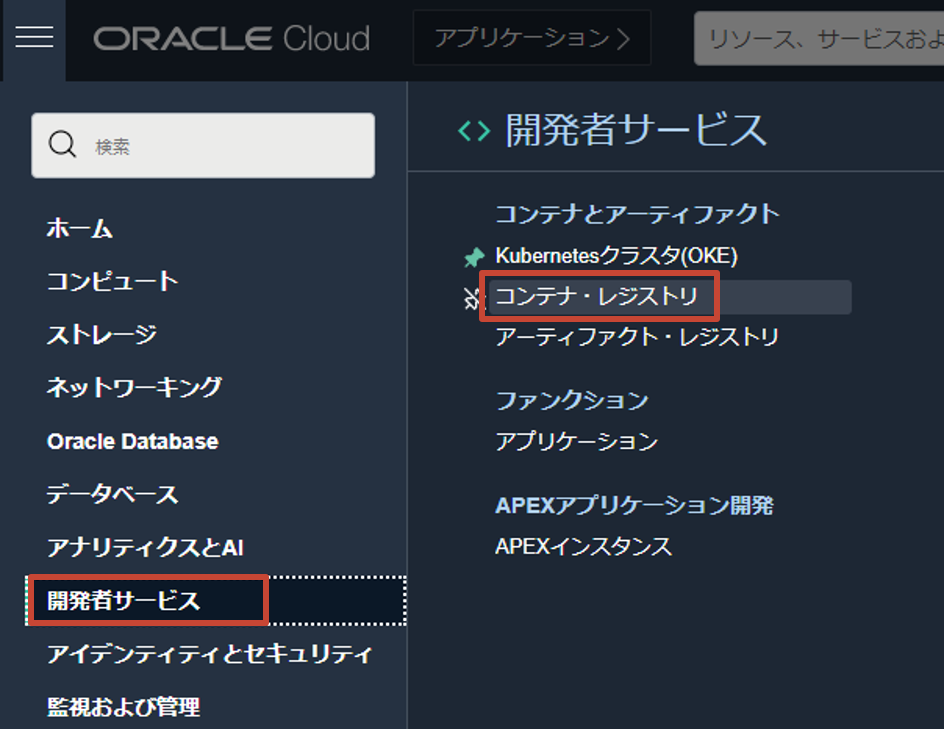 ORACLE Cloud
アプリケーション
リソース、サービスおよ
検索
ホーム
コンピュート
ストレージ
ネットワーキング
Oracle Database
データベース
アナリティクスとAI
開発者サービス
アイデンティティとセキュリティ
監視および管理
開発者サービス
コンテナとアーティファクト
Kubernetesクラスタ(OKE)
コンテナ・レジストリ
アーティファクト・レジストリ
ファンクション
アプリケーション
APEXアプリケーション開発
APEXインスタンス